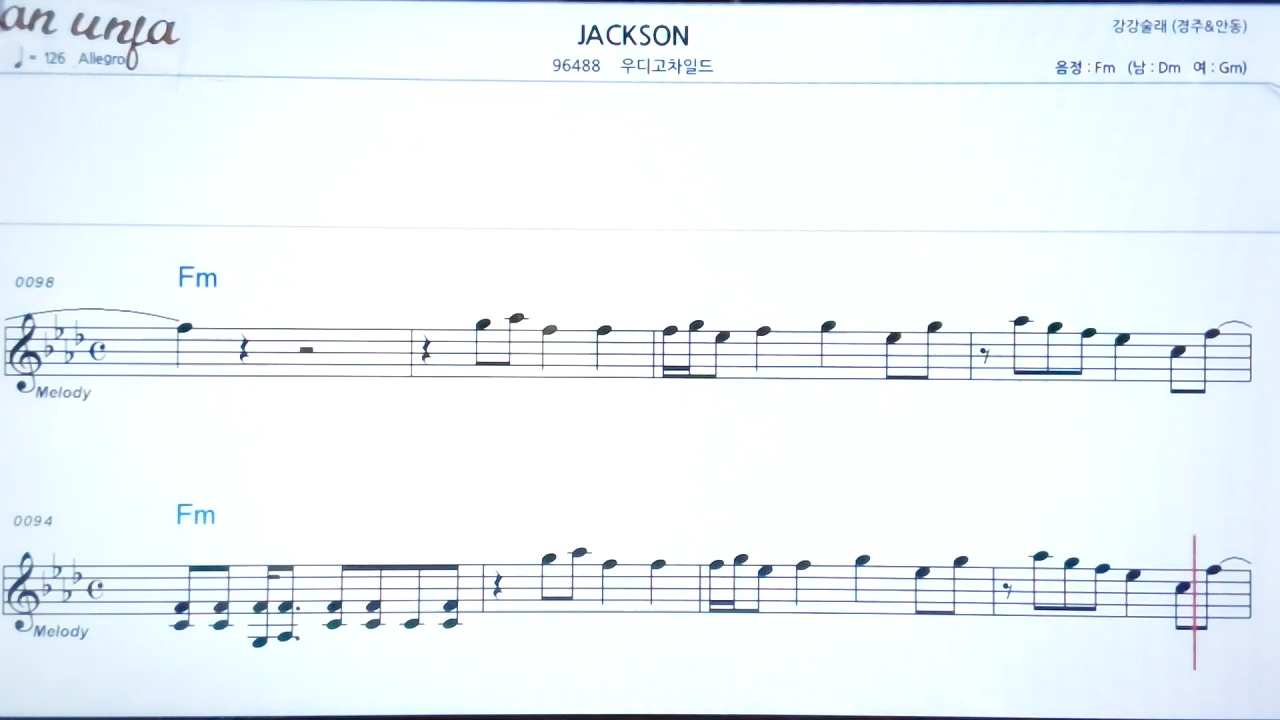 an unja
♩= 126 Allegro
JACKSON
96488 우디고차일드
강강술래 (경주&안동)
음정 : Fm (남 : Dm 여 : Gm)
0098
Fm
Melody
0094
Fm
Melody